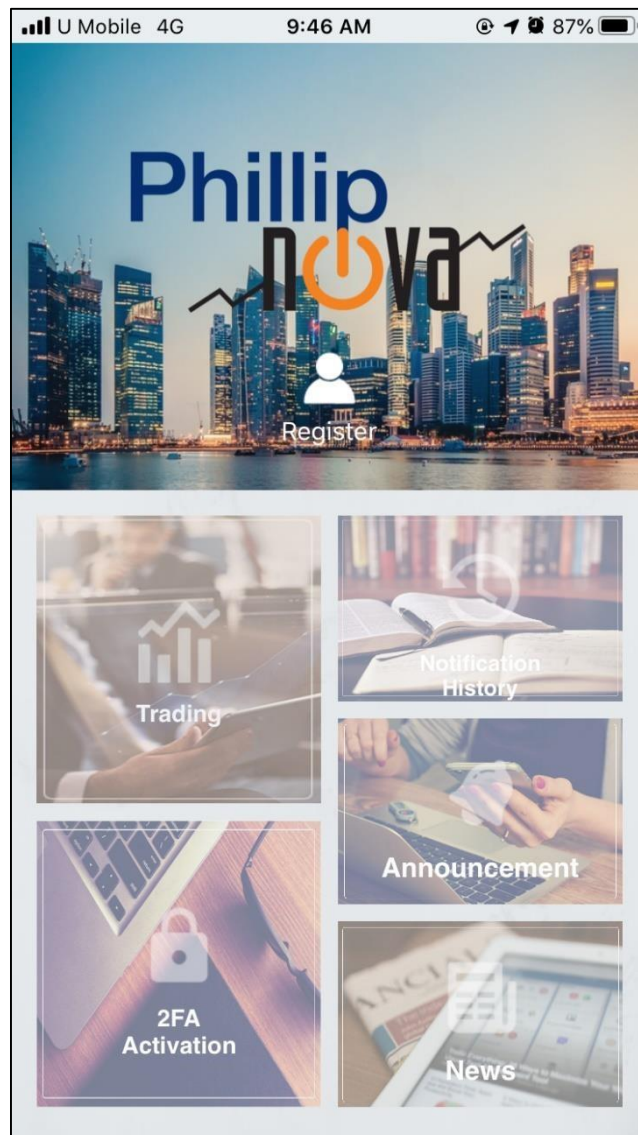 U Mobile 4G 9:46 AM 87%
Phillip
nova
Register
Trading
Notification
History
Announcement
2FA
Activation
News